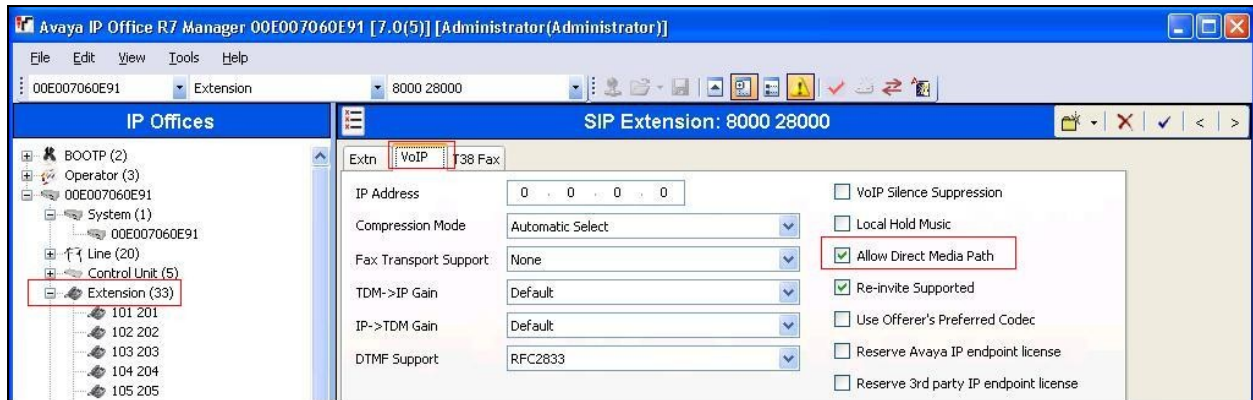 Avaya IP Office R7 Manager 00E007060E91 [7.0(5)] [Administrator(Administrator)]
File Edit View Tools Help
00E007060E91 Extension 8000 28000
IP Offices
BOOTP (2)
Operator (3)
00E007060E91
System (1)
00E007060E91
Line (20)
Control Unit (5)
Extension (33)
101 201
102 202
103 203
104 204
105 205
SIP Extension: 8000 28000
Extn VoIP T38 Fax
IP Address 0 . 0 . 0 . 0
Compression Mode Automatic Select
Fax Transport Support None
TDM->IP Gain Default
IP->TDM Gain Default
DTMF Support RFC2833
VoIP Silence Suppression
Local Hold Music
Allow Direct Media Path
Re-invite Supported
Use Offerer's Preferred Codec
Reserve Avaya IP endpoint license
Reserve 3rd party IP endpoint license